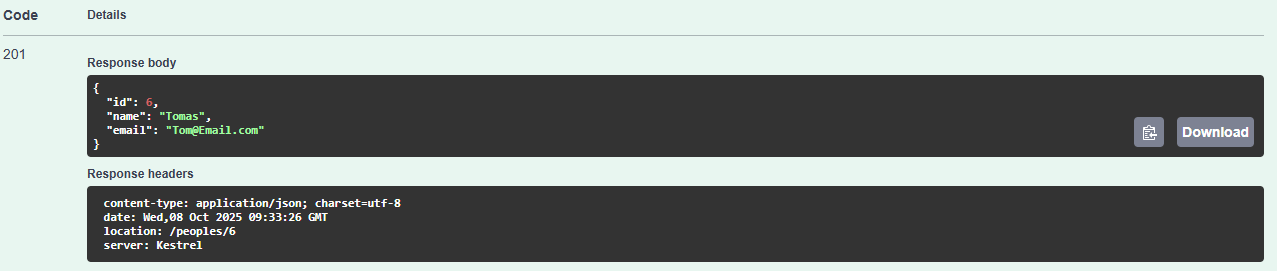 Code Details
201
Response body
{
  "id": 6,
  "name": "Tomas",
  "email": "Tom@Email.com"
}
Download
Response headers
content-type: application/json; charset=utf-8
date: Wed,08 Oct 2025 09:33:26 GMT
location: /peoples/6
server: Kestrel